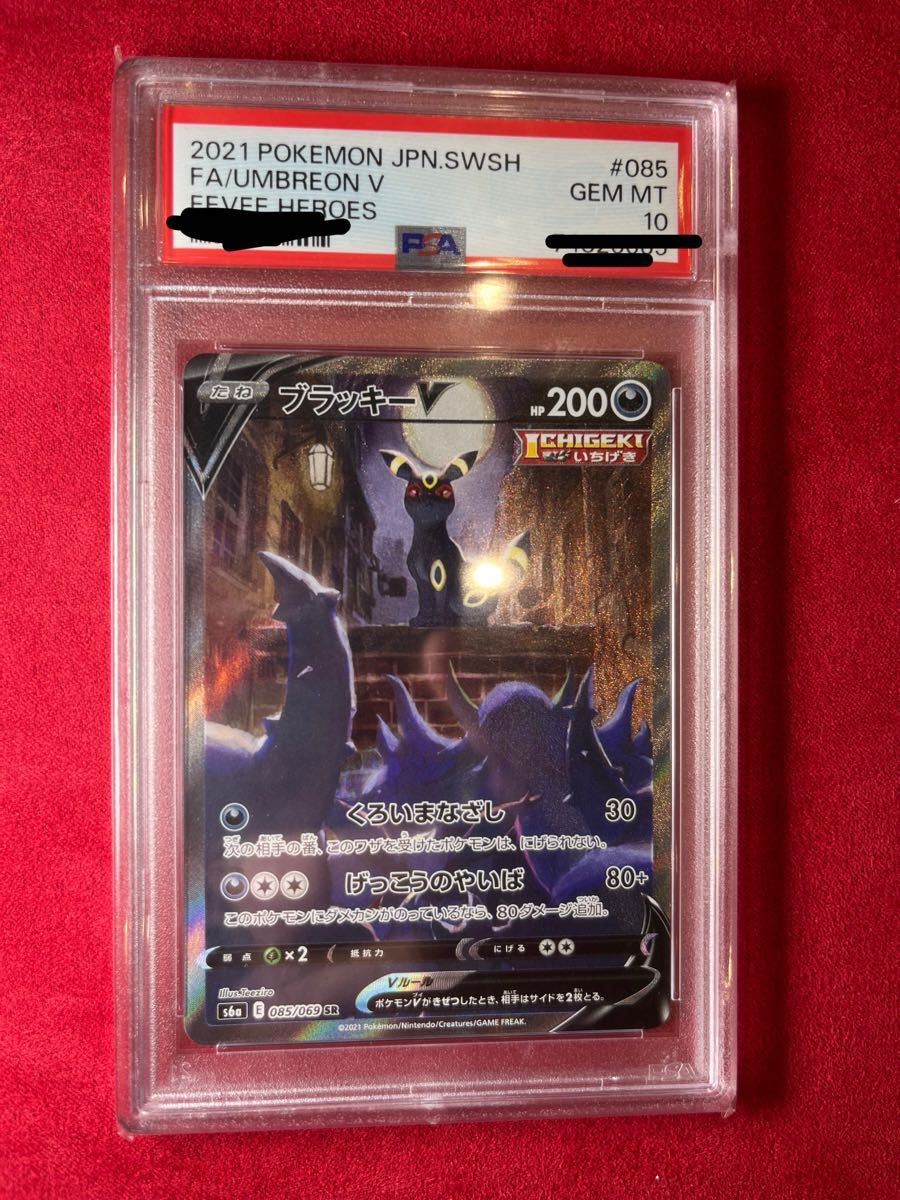 2021 POKEMON JPN.SWSH #085
FA/UMBREON V GEM MT
EEVEE HEROES 10
PSA
たね ブラッキーV HP 200
ICHIGEKI
いちげき
くろいまなざし 30
次の相手の番、このワザを受けたポケモンは、にげられない。
げっこうのやいば 80+
このポケモンにダメカンがのっているなら、80ダメージ追加。
弱点 ×2 抵抗力 にげる
Vルール
ポケモンVがきぜつしたとき、相手はサイドを2枚とる。
Illus.Teeziro
s6a E 085/069 SR
©2021 Pokémon/Nintendo/Creatures/GAME FREAK.
PSA